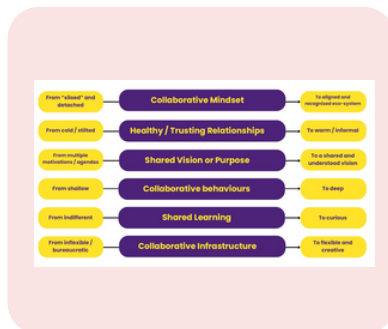 From "siloed" and
detached
Collaborative Mindset
To aligned and
recognised eco-system
From cold / stilted
Healthy / Trusting Relationships
To warm / informal
From multiple
motivations / agendas
Shared Vision or Purpose
To a shared and
understood vision
From shallow
Collaborative behaviours
To deep
From indifferent
Shared Learning
To curious
From inflexible /
bureaucratic
Collaborative Infrastructure
To flexible and
creative